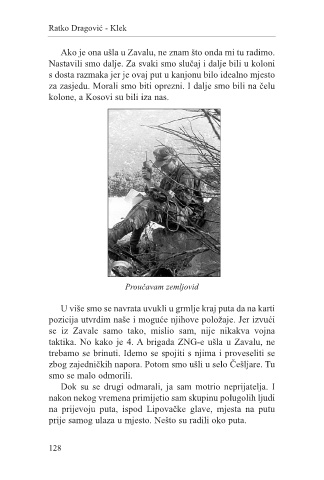 Ratko Dragović - Klek
Ako je ona ušla u Zavalu, ne znam što onda mi tu radimo.
Nastavili smo dalje. Za svaki smo slučaj i dalje bili u koloni
s dosta razmaka jer je ovaj put u kanjonu bilo idealno mjesto
za zasjedu. Morali smo biti oprezni. I dalje smo bili na čelu
kolone, a Kosovi su bili iza nas.
Proučavam zemljovid
U više smo se navrata uvukli u grmlje kraj puta da na karti
pozicija utvrdim naše i moguće njihove položaje. Jer izvući
se iz Zavale samo tako, mislio sam, nije nikakva vojna
taktika. No kako je 4. A brigada ZNG-e ušla u Zavalu, ne
trebamo se brinuti. Idemo se spojiti s njima i proveseliti se
zbog zajedničkih napora. Potom smo ušli u selo Češljare. Tu
smo se malo odmorili.
Dok su se drugi odmarali, ja sam motrio neprijatelja. I
nakon nekog vremena primijetio sam skupinu polugolih ljudi
na prijevoju puta, ispod Lipovačke glave, mjesta na putu
prije samog ulaza u mjesto. Nešto su radili oko puta.
128